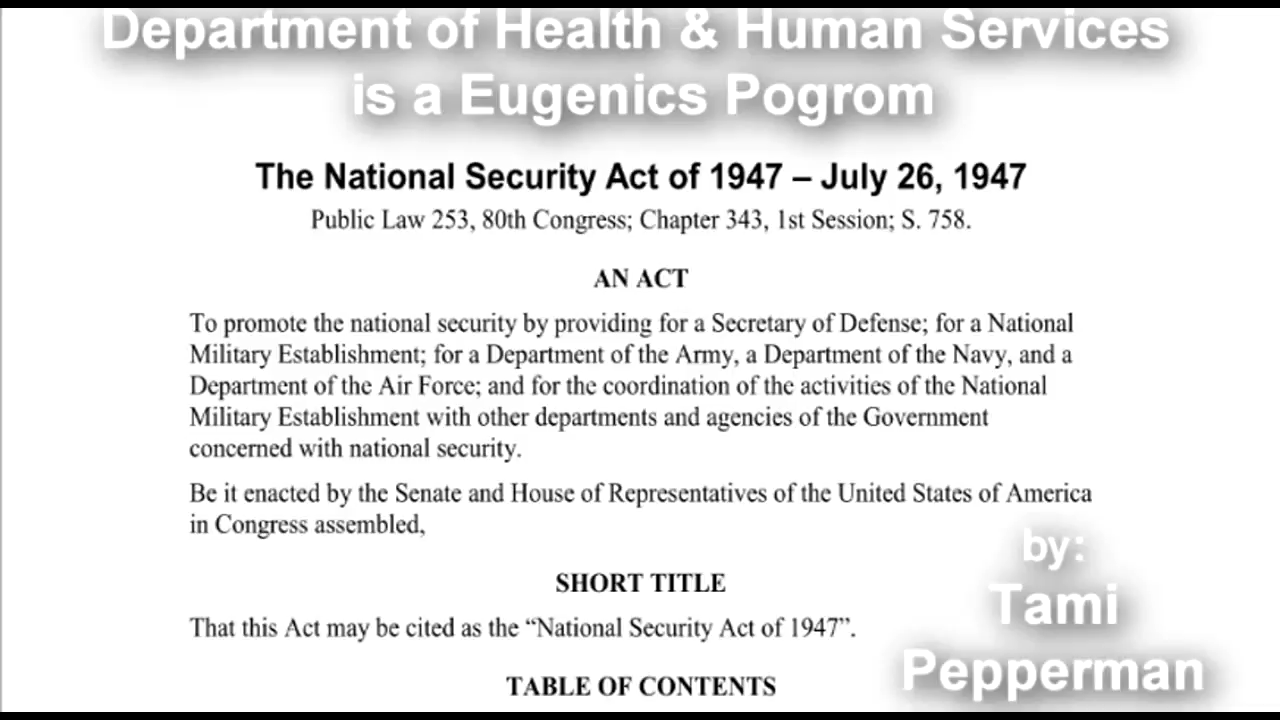 Department of Health & Human Services
is a Eugenics Pogrom
The National Security Act of 1947 – July 26, 1947
Public Law 253, 80th Congress; Chapter 343, 1st Session; S. 758.
AN ACT
To promote the national security by providing for a Secretary of Defense; for a National
Military Establishment; for a Department of the Army, a Department of the Navy, and a
Department of the Air Force; and for the coordination of the activities of the National
Military Establishment with other departments and agencies of the Government
concerned with national security.
Be it enacted by the Senate and House of Representatives of the United States of America
in Congress assembled,
SHORT TITLE
That this Act may be cited as the “National Security Act of 1947”.
TABLE OF CONTENTS
by:
Tami
Pepperman